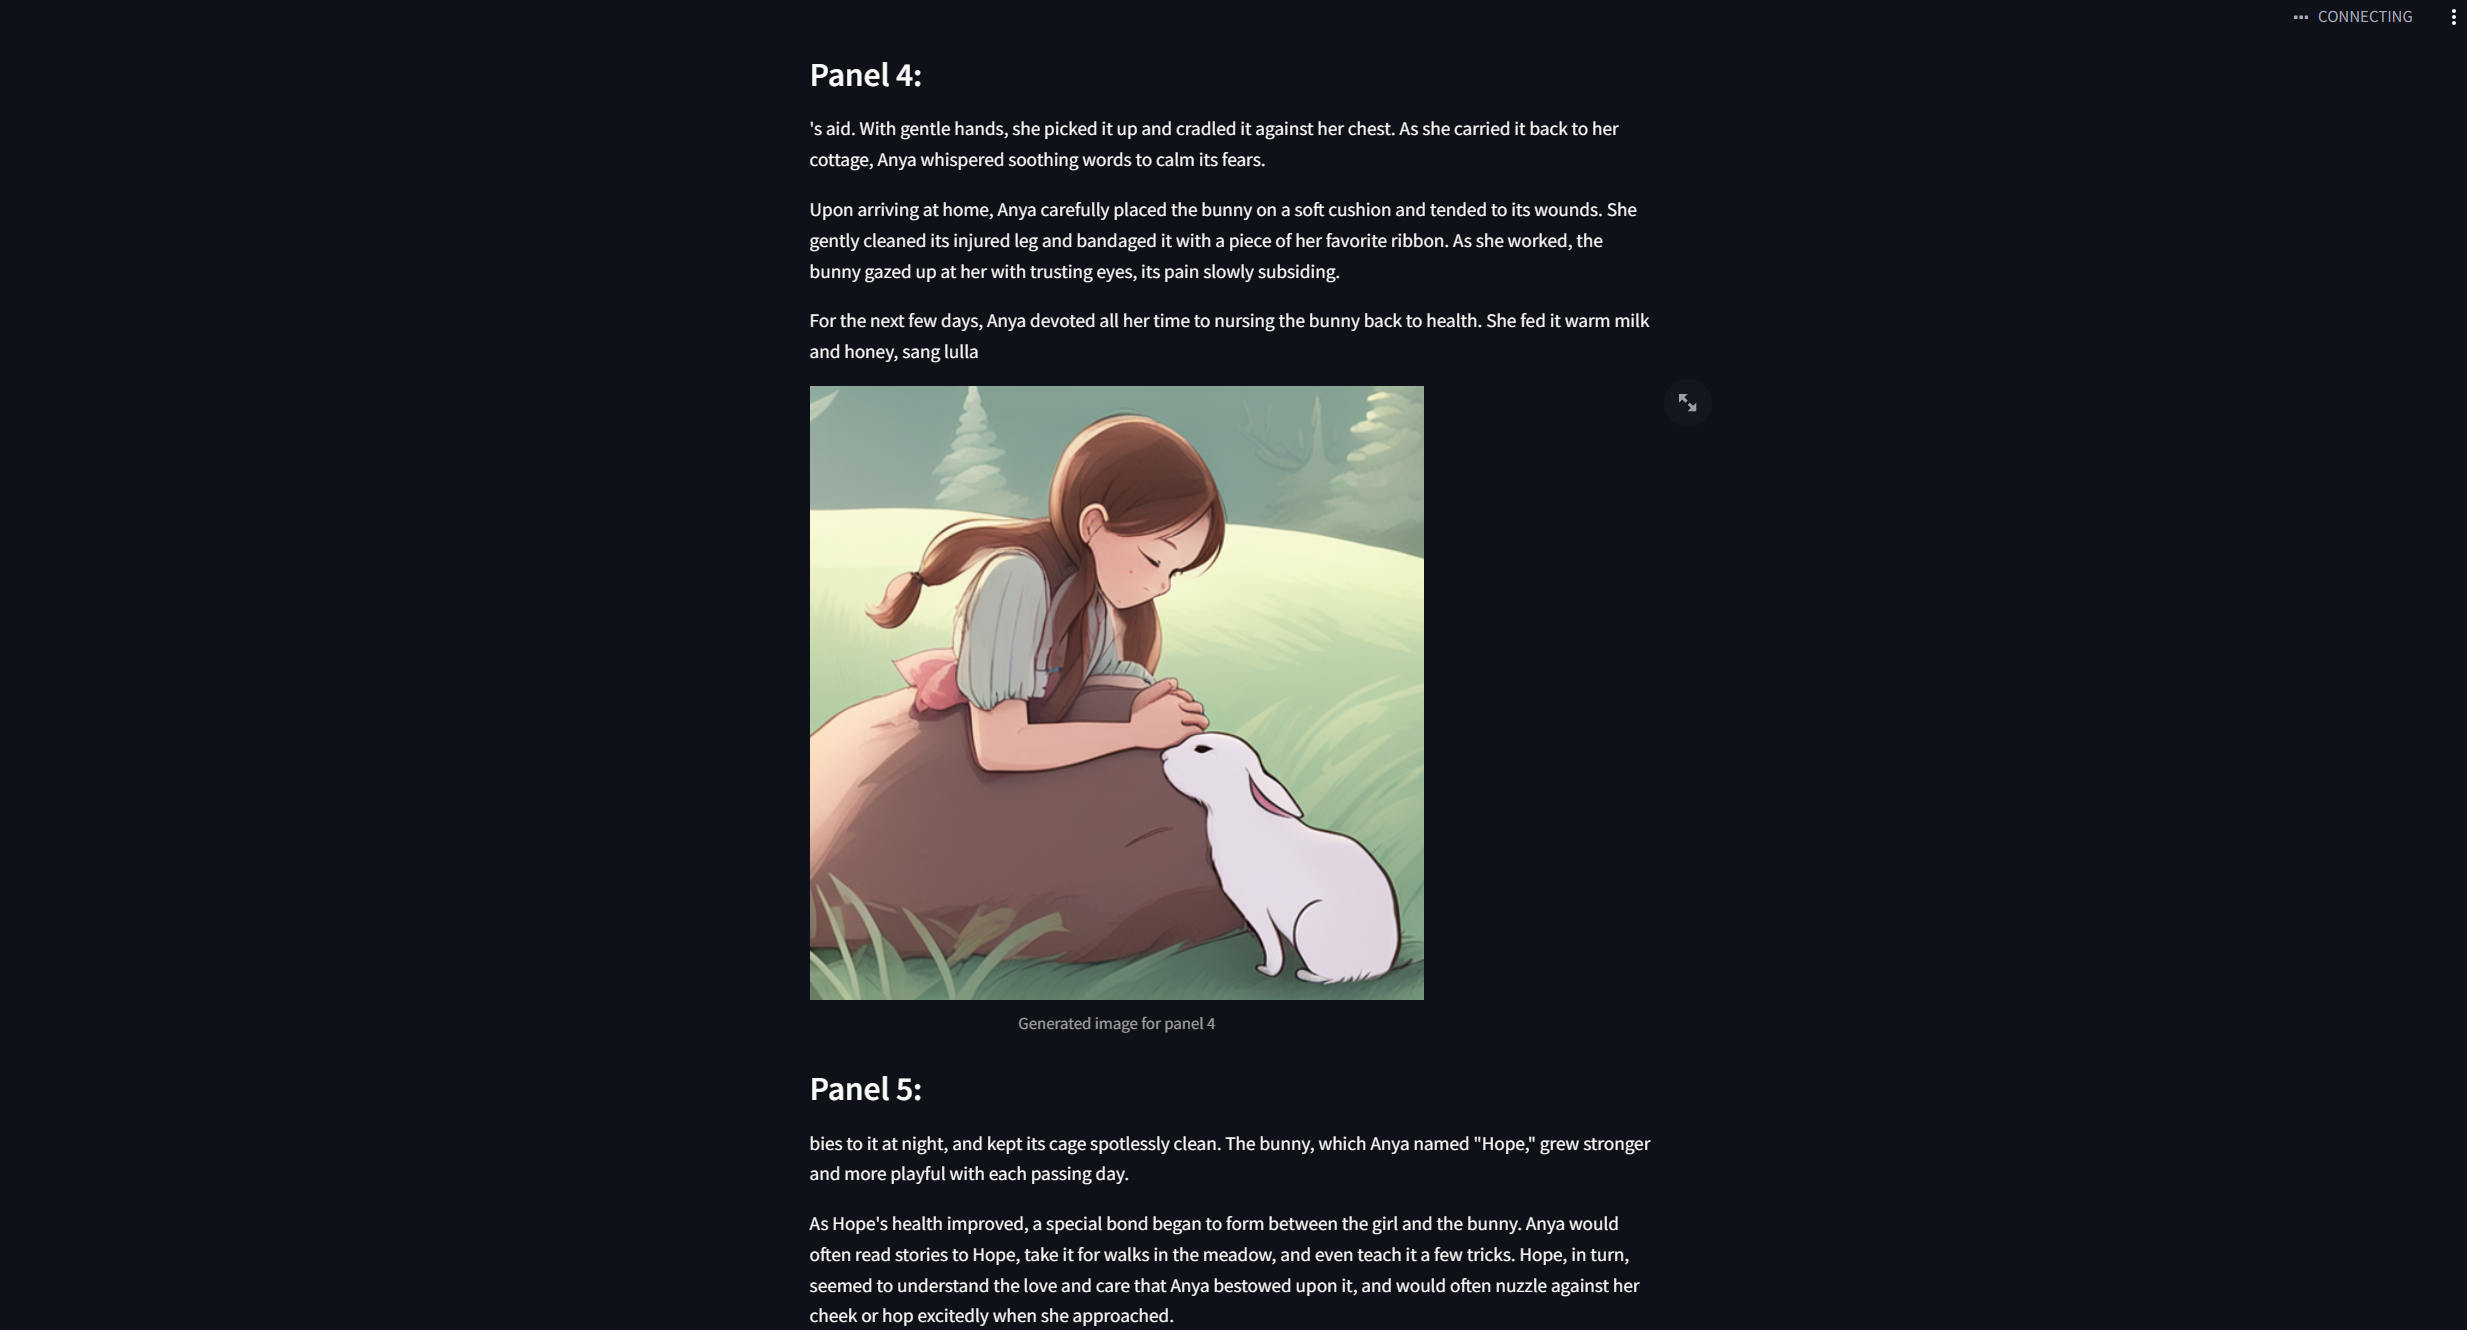 CONNECTING
Panel 4:
's aid. With gentle hands, she picked it up and cradled it against her chest. As she carried it back to her
cottage, Anya whispered soothing words to calm its fears.
Upon arriving at home, Anya carefully placed the bunny on a soft cushion and tended to its wounds. She
gently cleaned its injured leg and bandaged it with a piece of her favorite ribbon. As she worked, the
bunny gazed up at her with trusting eyes, its pain slowly subsiding.
For the next few days, Anya devoted all her time to nursing the bunny back to health. She fed it warm milk
and honey, sang lulla
Generated image for panel 4
Panel 5:
bies to it at night, and kept its cage spotlessly clean. The bunny, which Anya named "Hope," grew stronger
and more playful with each passing day.
As Hope's health improved, a special bond began to form between the girl and the bunny. Anya would
often read stories to Hope, take it for walks in the meadow, and even teach it a few tricks. Hope, in turn,
seemed to understand the love and care that Anya bestowed upon it, and would often nuzzle against her
cheek or hop excitedly when she approached.